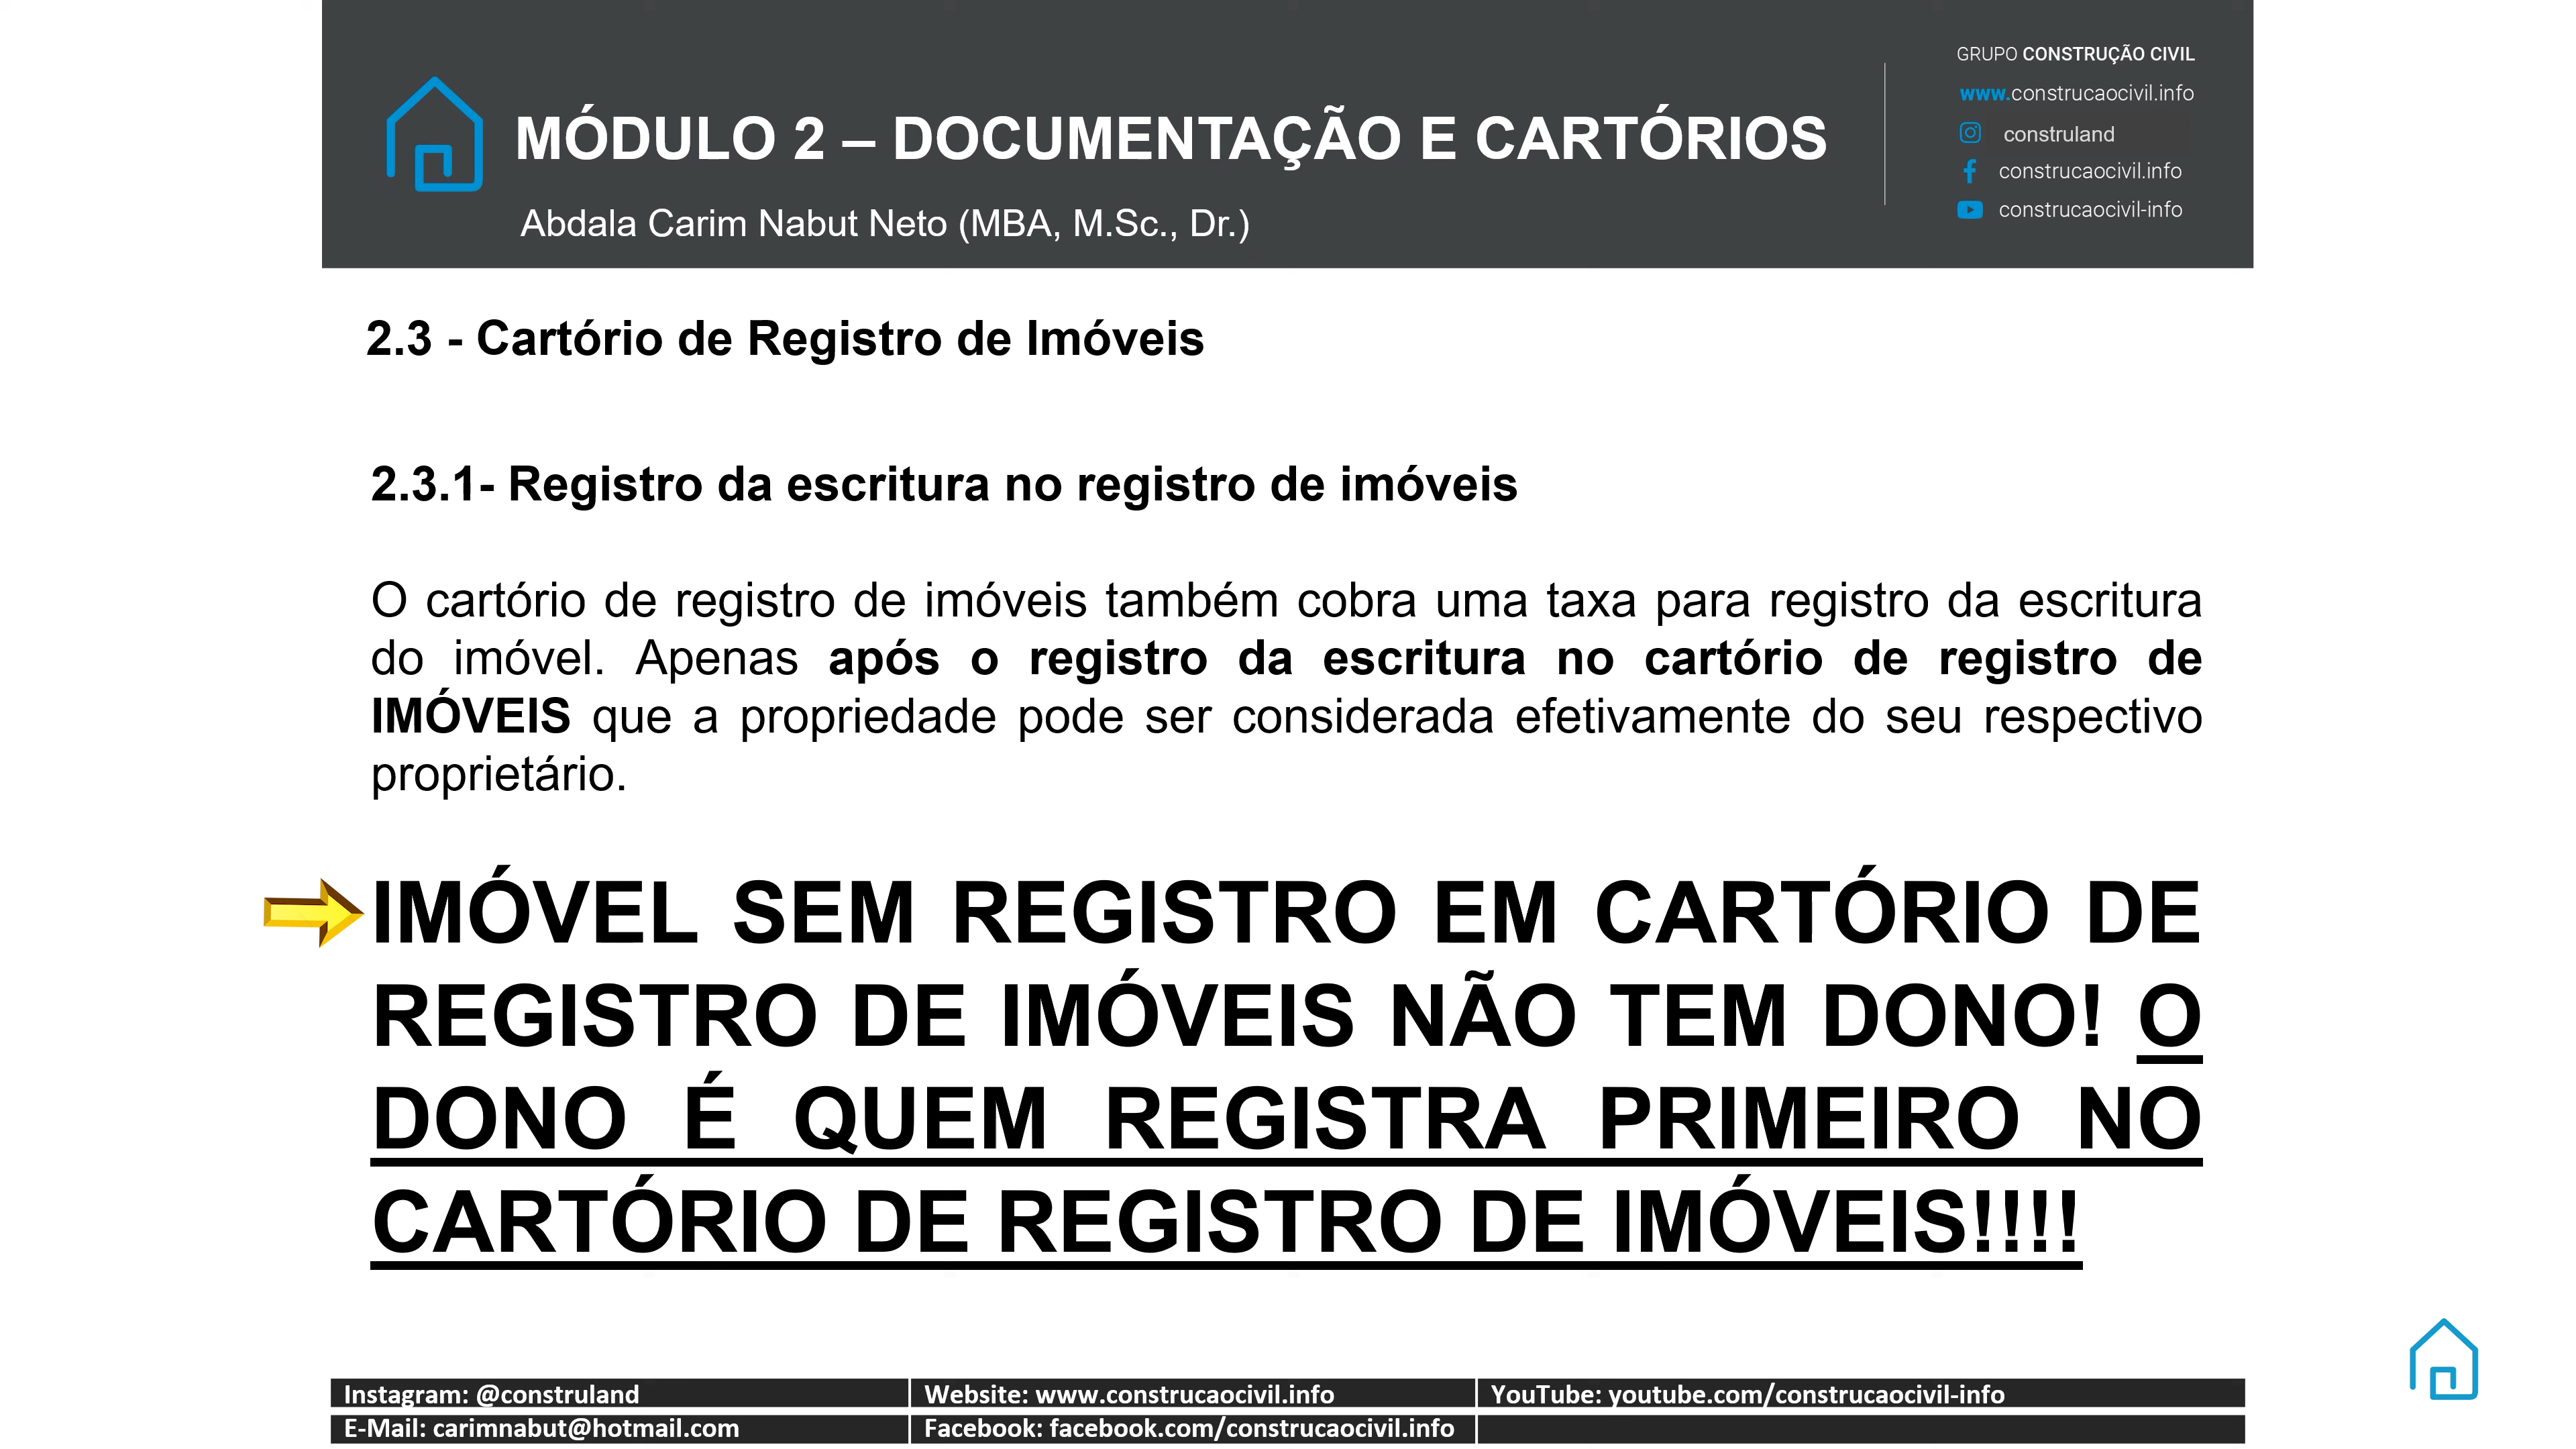 MÓDULO 2 – DOCUMENTAÇÃO E CARTÓRIOS
Abdala Carim Nabut Neto (MBA, M.Sc., Dr.)
GRUPO CONSTRUÇÃO CIVIL
www.construcaocivil.info
construland
construcaocivil.info
construcaocivil-info
2.3 - Cartório de Registro de Imóveis
2.3.1- Registro da escritura no registro de imóveis
O cartório de registro de imóveis também cobra uma taxa para registro da escritura
do imóvel. Apenas após o registro da escritura no cartório de registro de
IMÓVEIS que a propriedade pode ser considerada efetivamente do seu respectivo
proprietário.
IMÓVEL SEM REGISTRO EM CARTÓRIO DE
REGISTRO DE IMÓVEIS NÃO TEM DONO! O
DONO É QUEM REGISTRA PRIMEIRO NO
CARTÓRIO DE REGISTRO DE IMÓVEIS!!!!
Instagram: @construland
Website: www.construcaocivil.info
YouTube: youtube.com/construcaocivil-info
E-Mail: carimnabut@hotmail.com
Facebook: facebook.com/construcaocivil.info